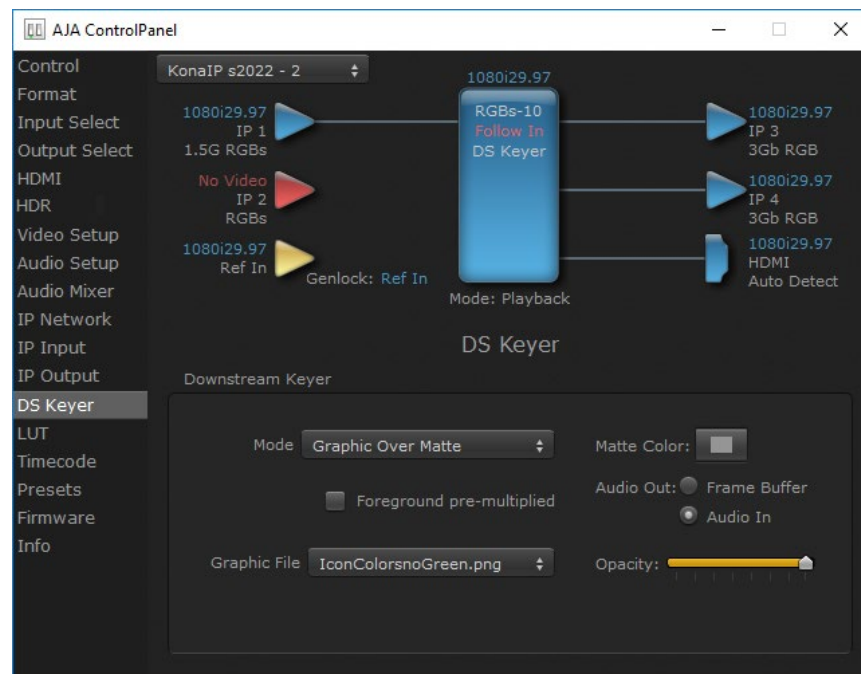 AJA ControlPanel
Control
Format
Input Select
Output Select
HDMI
HDR
Video Setup
Audio Setup
Audio Mixer
IP Network
IP Input
IP Output
DS Keyer
LUT
Timecode
Presets
Firmware
Info
KonaIP s2022 - 2
1080i29.97
IP 1
1.5G RGBs
No Video
IP 2
RGBs
1080i29.97
Ref In
Genlock: Ref In
1080i29.97
RGBs-10
Follow In
DS Keyer
Mode: Playback
1080i29.97
IP 3
3Gb RGB
1080i29.97
IP 4
3Gb RGB
1080i29.97
HDMI
Auto Detect
DS Keyer
Downstream Keyer
Mode Graphic Over Matte
Foreground pre-multiplied
Graphic File IconColorsnoGreen.png
Matte Color:
Audio Out: Frame Buffer
Audio In
Opacity: